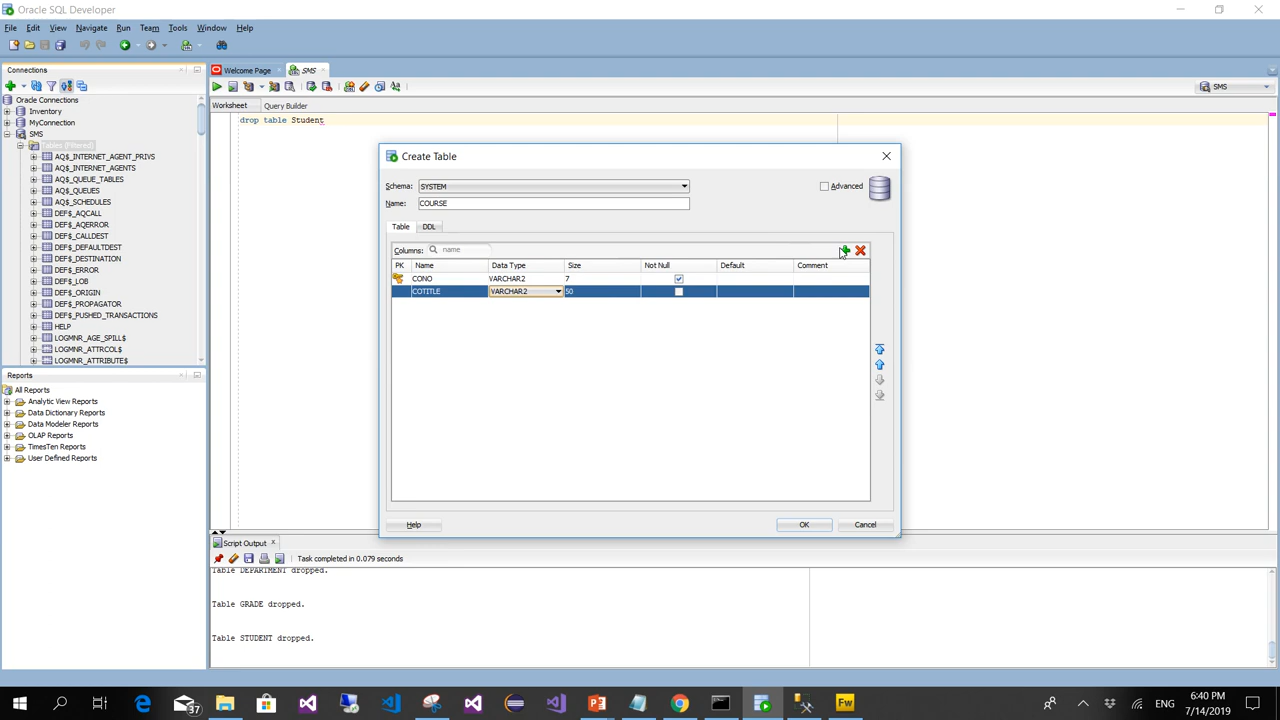 Oracle SQL Developer
File Edit View Navigate Run Team Tools Window Help
Connections
Oracle Connections
Inventory
MyConnection
SMS
Tables (Filtered)
AQ$_INTERNET_AGENT_PRIVS
AQ$_INTERNET_AGENTS
AQ$_QUEUE_TABLES
AQ$_QUEUES
AQ$_SCHEDULES
DEF$_AQCALL
DEF$_AQERROR
DEF$_CALLDEST
DEF$_DEFAULTDEST
DEF$_DESTINATION
DEF$_ERROR
DEF$_LOB
DEF$_ORIGIN
DEF$_PROPAGATOR
DEF$_PUSHED_TRANSACTIONS
HELP
LOGMNR_AGE_SPILL$
LOGMNR_ATTRCOL$
LOGMNR_ATTRIBUTE$
Reports
All Reports
Analytic View Reports
Data Dictionary Reports
Data Modeler Reports
OLAP Reports
TimesTen Reports
User Defined Reports
Welcome Page SMS
SMS
Worksheet Query Builder
drop table Student
Create Table
Schema: SYSTEM Advanced
Name: COURSE
Table DDL
Columns: name
PK Name Data Type Size Not Null Default Comment
CONO VARCHAR2 7
COTITLE VARCHAR2 50
Help OK Cancel
Script Output
Task completed in 0.079 seconds
Table DEPARTMENT dropped.
Table GRADE dropped.
Table STUDENT dropped.
37
Fw
6:40 PM
7/14/2019